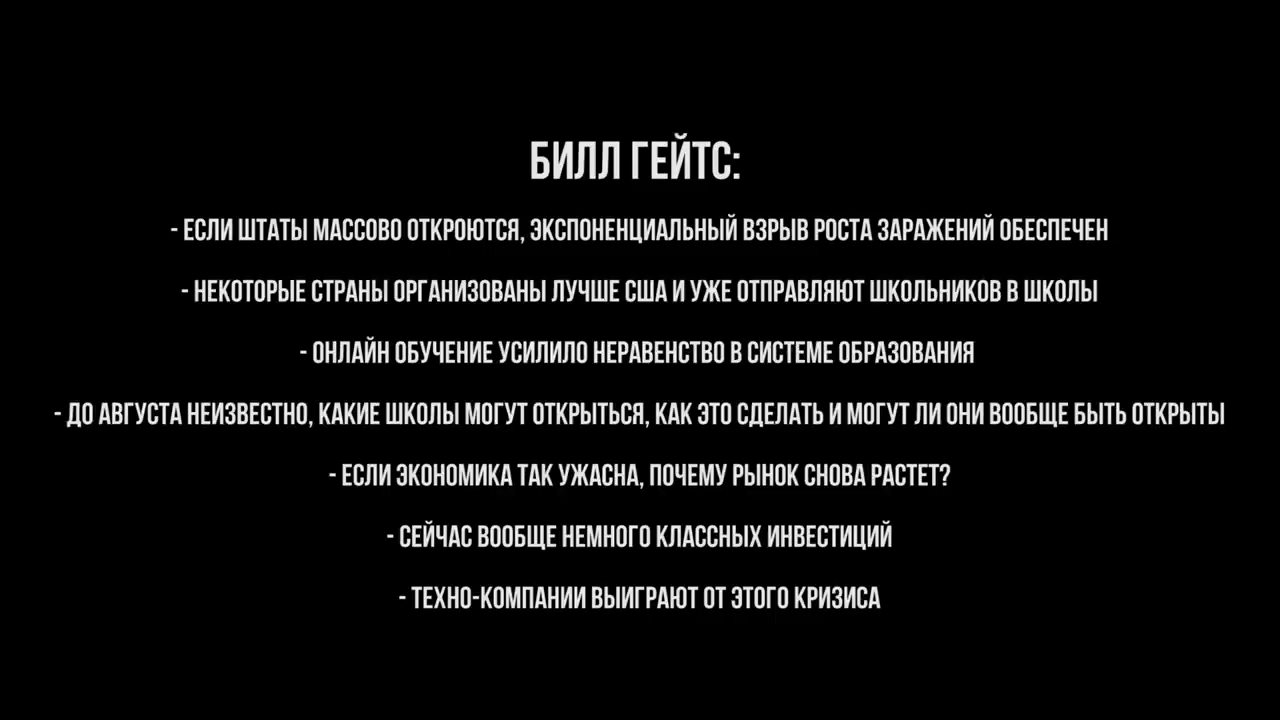 БИЛЛ ГЕЙТС:
- ЕСЛИ ШТАТЫ МАССОВО ОТКРОЮТСЯ, ЭКСПОНЕНЦИАЛЬНЫЙ ВЗРЫВ РОСТА ЗАРАЖЕНИЙ ОБЕСПЕЧЕН
- НЕКОТОРЫЕ СТРАНЫ ОРГАНИЗОВАНЫ ЛУЧШЕ США И УЖЕ ОТПРАВЛЯЮТ ШКОЛЬНИКОВ В ШКОЛЫ
- ОНЛАЙН ОБУЧЕНИЕ УСИЛИЛО НЕРАВЕНСТВО В СИСТЕМЕ ОБРАЗОВАНИЯ
- ДО АВГУСТА НЕИЗВЕСТНО, КАКИЕ ШКОЛЫ МОГУТ ОТКРЫТЬСЯ, КАК ЭТО СДЕЛАТЬ И МОГУТ ЛИ ОНИ ВООБЩЕ БЫТЬ ОТКРЫТЫ
- ЕСЛИ ЭКОНОМИКА ТАК УЖАСНА, ПОЧЕМУ РЫНОК СНОВА РАСТЕТ?
- СЕЙЧАС ВООБЩЕ НЕМНОГО КЛАССНЫХ ИНВЕСТИЦИЙ
- ТЕХНО-КОМПАНИИ ВЫИГРАЮТ ОТ ЭТОГО КРИЗИСА